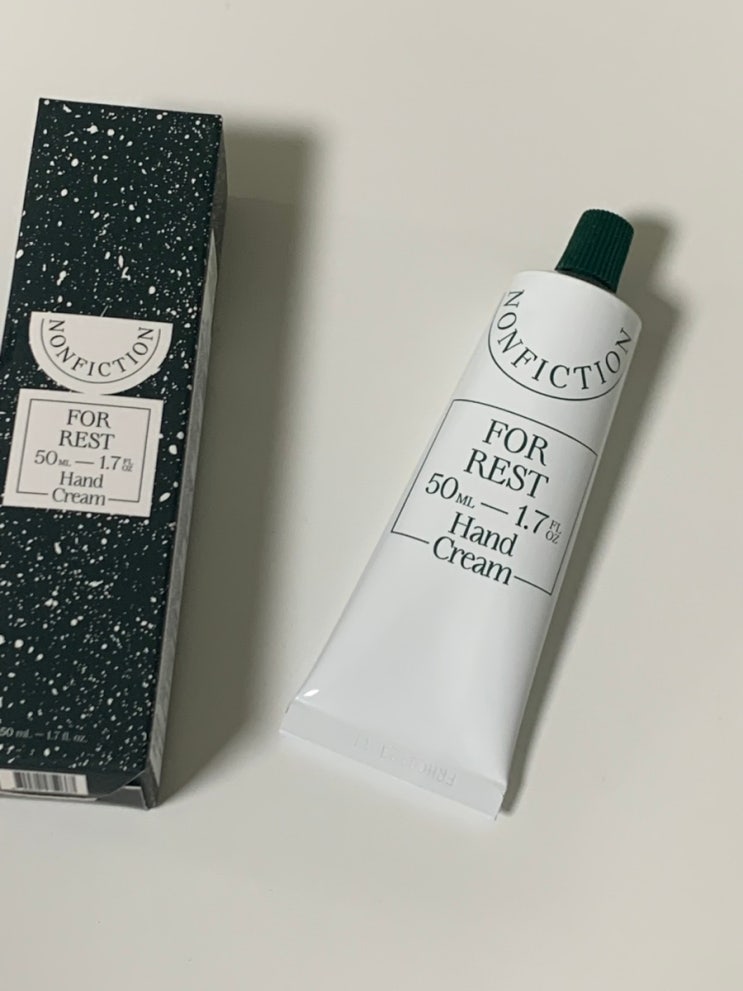 NONFICTION
FOR
REST
50ML — 1.7 FL OZ
Hand
Cream
50 mL — 1.7 fl. oz.
NONFICTION
FOR
REST
50ML — 1.7 FL OZ
Hand
Cream